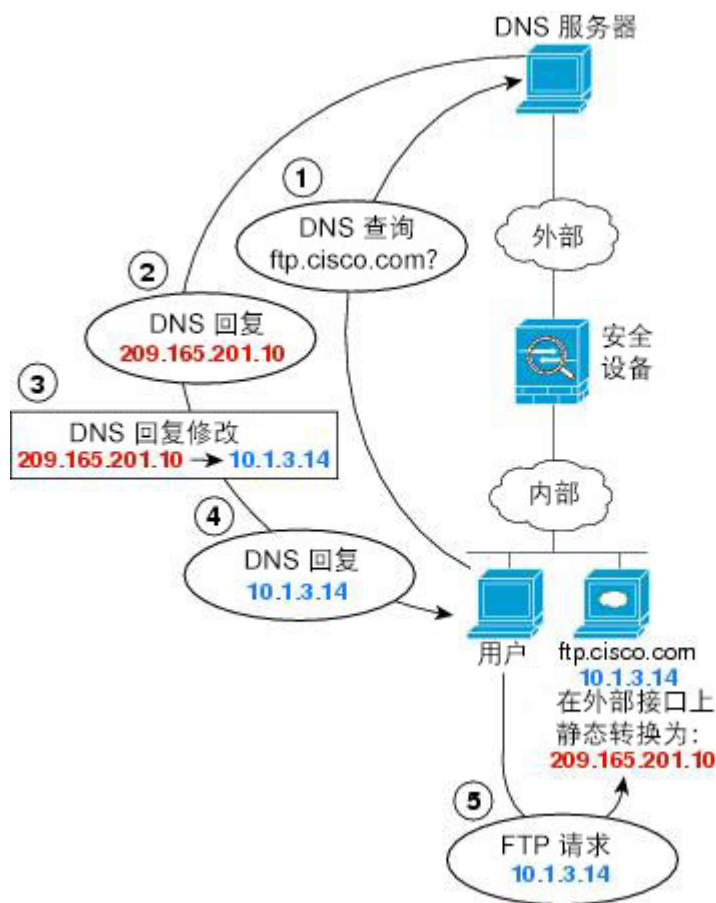 DNS 服务器
1
DNS 查询
ftp.cisco.com?
外部
2
DNS 回复
209.165.201.10
安全
设备
3
DNS 回复修改
209.165.201.10 → 10.1.3.14
内部
4
DNS 回复
10.1.3.14
用户
ftp.cisco.com
10.1.3.14
在外部接口上
静态转换为:
209.165.201.10
5
FTP 请求
10.1.3.14